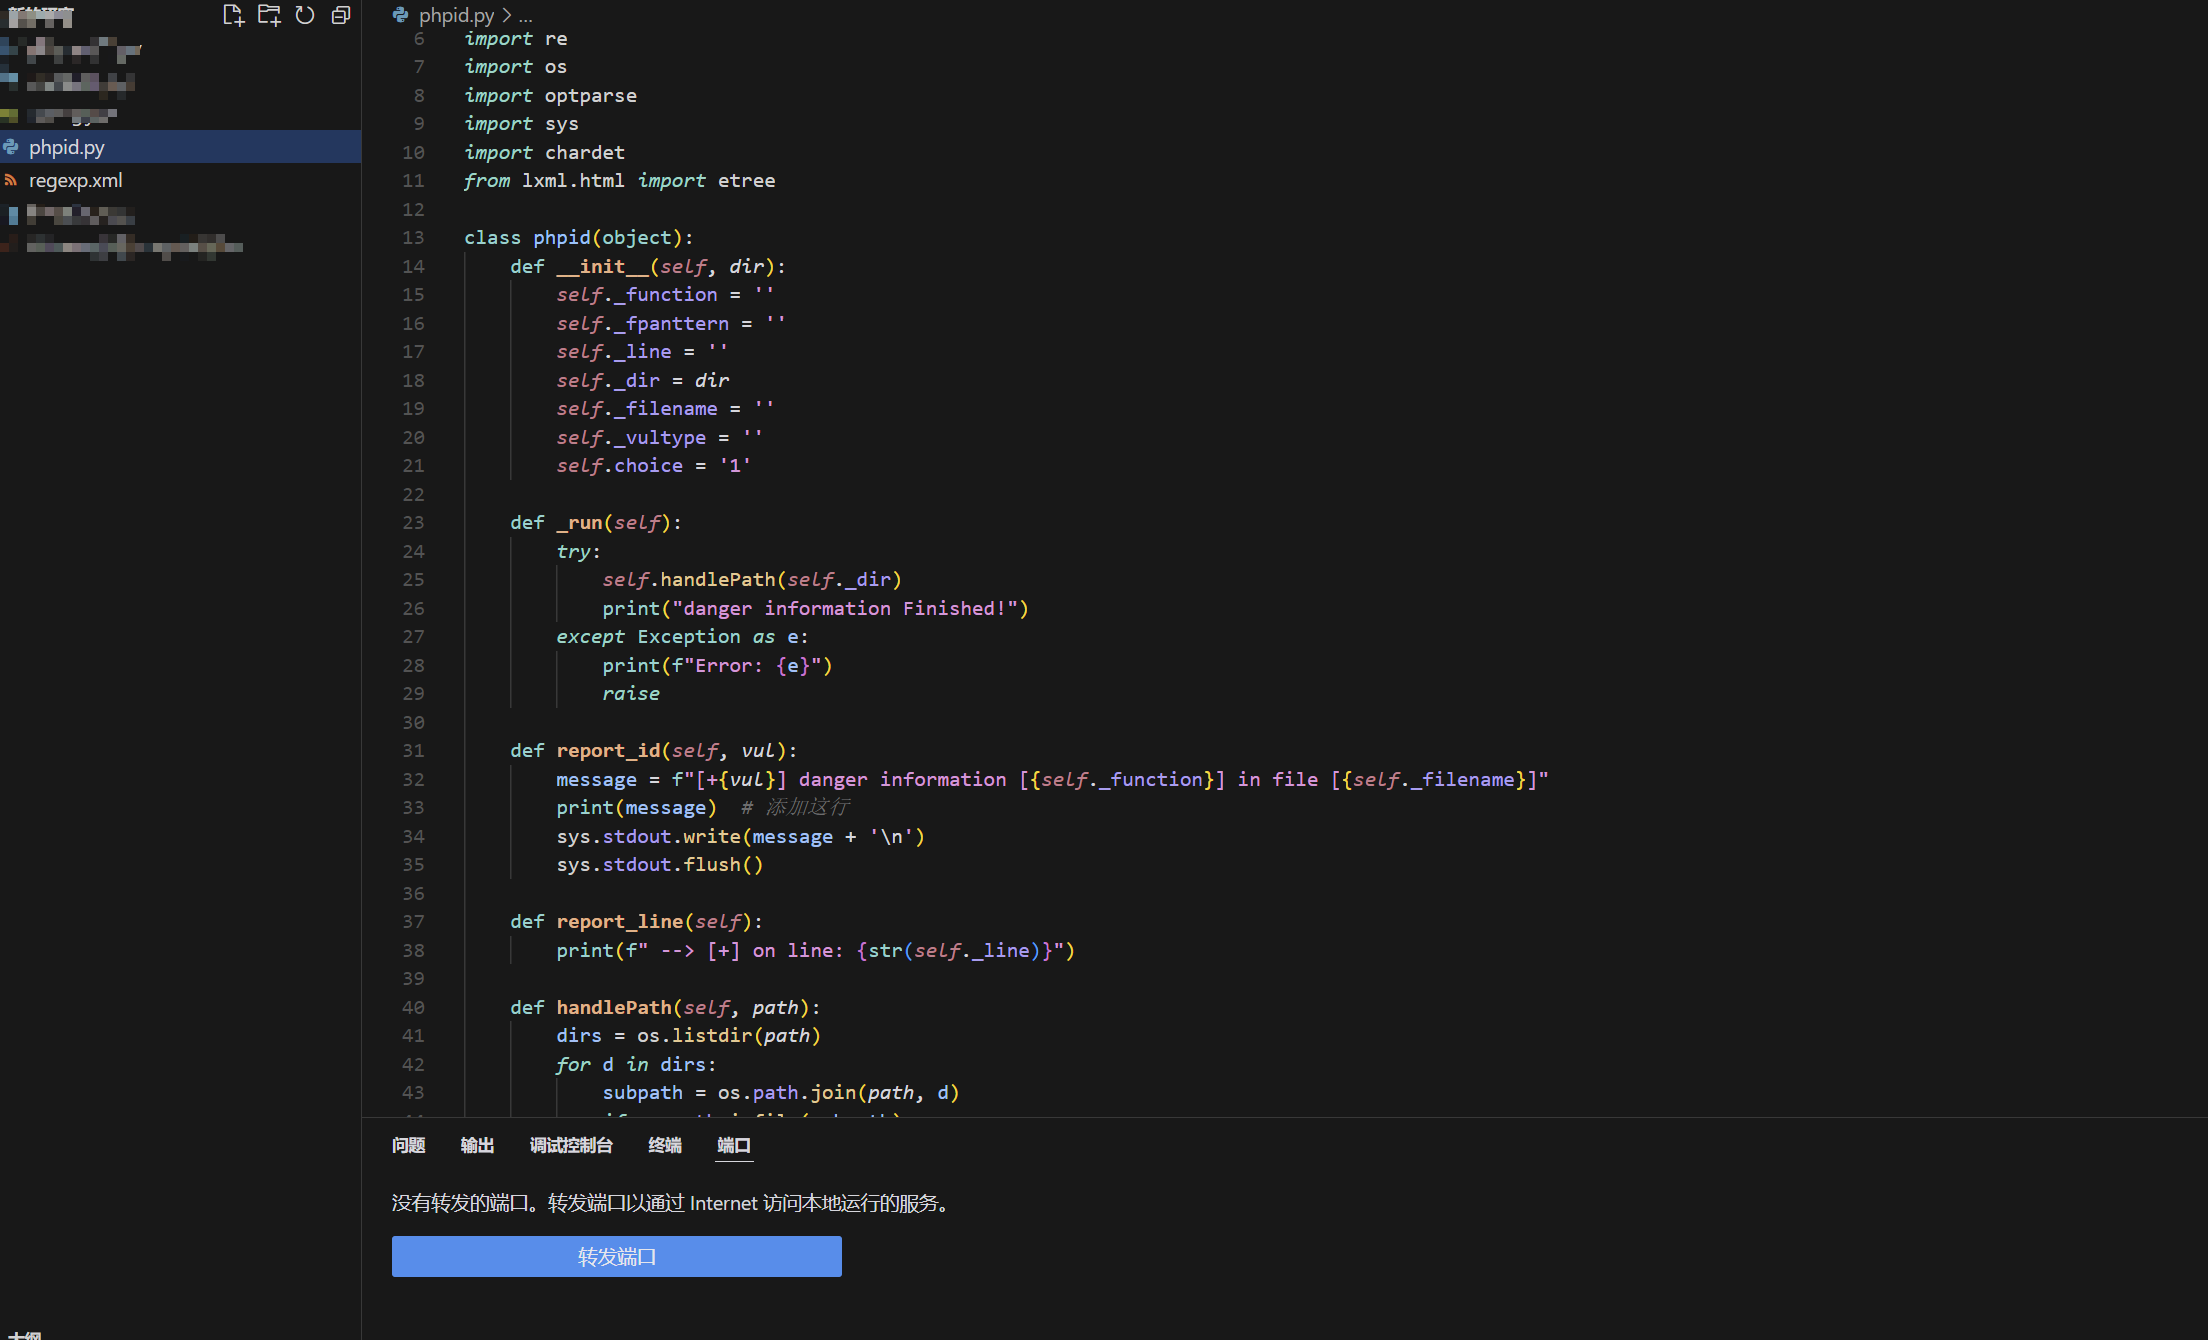 phpid.py
regexp.xml
phpid.py > ...
6 import re
7 import os
8 import optparse
9 import sys
10 import chardet
11 from lxml.html import etree
12
13 class phpid(object):
14 def __init__(self, dir):
15 self._function = ''
16 self._fpanttern = ''
17 self._line = ''
18 self._dir = dir
19 self._filename = ''
20 self._vultype = ''
21 self.choice = '1'
22
23 def _run(self):
24 try:
25 self.handlePath(self._dir)
26 print("danger information Finished!")
27 except Exception as e:
28 print(f"Error: {e}")
29 raise
30
31 def report_id(self, vul):
32 message = f"[+{vul}] danger information [{self._function}] in file [{self._filename}]"
33 print(message)  # 添加这行
34 sys.stdout.write(message + '\n')
35 sys.stdout.flush()
36
37 def report_line(self):
38 print(f" --> [+] on line: {str(self._line)}")
39
40 def handlePath(self, path):
41 dirs = os.listdir(path)
42 for d in dirs:
43 subpath = os.path.join(path, d)
问题 输出 调试控制台 终端 端口
没有转发的端口。转发端口以通过 Internet 访问本地运行的服务。
转发端口